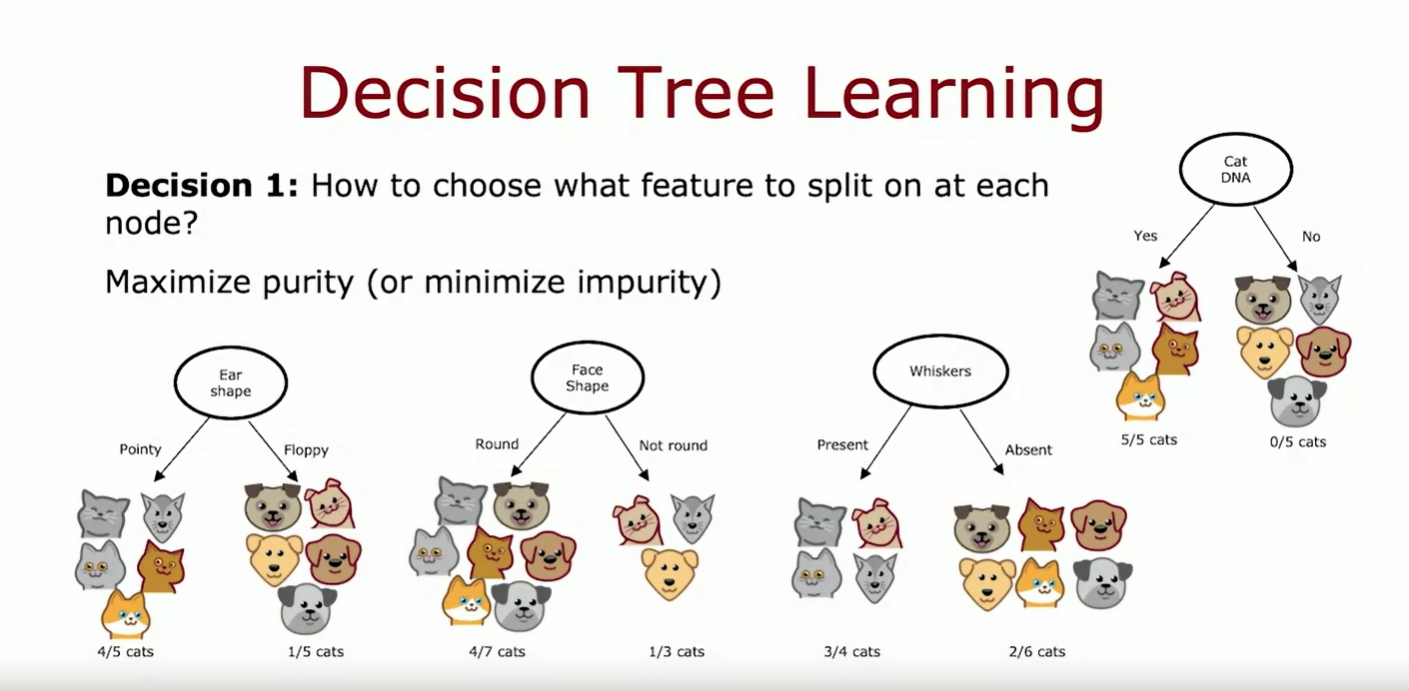 Decision Tree Learning
Decision 1: How to choose what feature to split on at each
node?
Maximize purity (or minimize impurity)
Cat
DNA
Yes
No
5/5 cats
0/5 cats
Ear
shape
Pointy
Floppy
4/5 cats
1/5 cats
Face
Shape
Round
Not round
4/7 cats
1/3 cats
Whiskers
Present
Absent
3/4 cats
2/6 cats